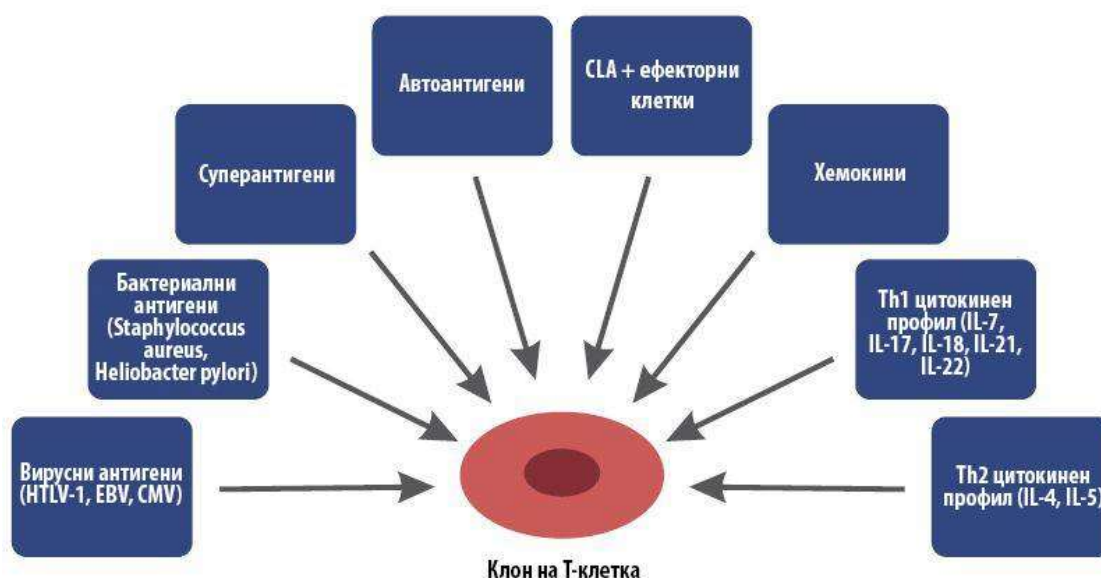 Вирусни антигени
(HTLV-1, EBV, CMV)
Бактериални
антигени
(Staphylococcus
aureus,
Heliobacter pylori)
Суперантигени
Автоантигени
CLA + ефекторни
клетки
Хемокини
Th1 цитокинен
профил (IL-7,
IL-17, IL-18, IL-21,
IL-22)
Th2 цитокинен
профил (IL-4, IL-5)
Клон на Т-клетка